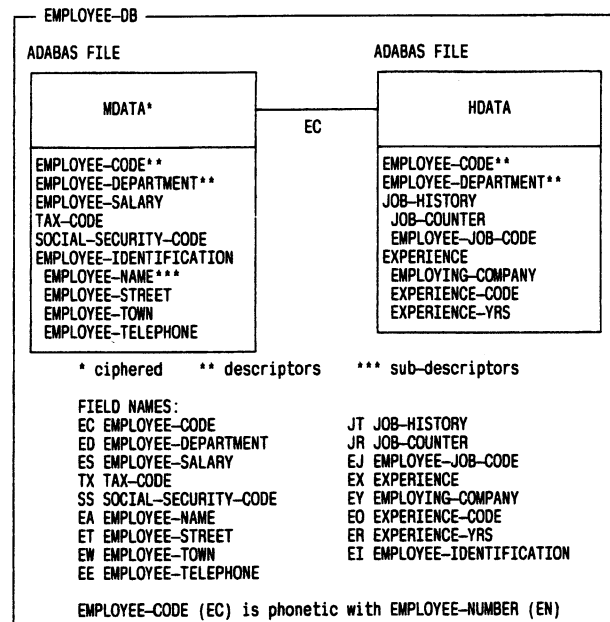 EMPLOYEE-DB
ADABAS FILE
ADABAS FILE
MDATA*
EC
HDATA
EMPLOYEE-CODE**
EMPLOYEE-DEPARTMENT**
EMPLOYEE-SALARY
TAX-CODE
SOCIAL-SECURITY-CODE
EMPLOYEE-IDENTIFICATION
EMPLOYEE-NAME***
EMPLOYEE-STREET
EMPLOYEE-TOWN
EMPLOYEE-TELEPHONE
EMPLOYEE-CODE**
EMPLOYEE-DEPARTMENT**
JOB-HISTORY
JOB-COUNTER
EMPLOYEE-JOB-CODE
EXPERIENCE
EMPLOYING-COMPANY
EXPERIENCE-CODE
EXPERIENCE-YRS
* ciphered ** descriptors *** sub-descriptors
FIELD NAMES:
EC EMPLOYEE-CODE
ED EMPLOYEE-DEPARTMENT
ES EMPLOYEE-SALARY
TX TAX-CODE
SS SOCIAL-SECURITY-CODE
EA EMPLOYEE-NAME
ET EMPLOYEE-STREET
EW EMPLOYEE-TOWN
EE EMPLOYEE-TELEPHONE
JT JOB-HISTORY
JR JOB-COUNTER
EJ EMPLOYEE-JOB-CODE
EX EXPERIENCE
EY EMPLOYING-COMPANY
EO EXPERIENCE-CODE
ER EXPERIENCE-YRS
EI EMPLOYEE-IDENTIFICATION
EMPLOYEE-CODE (EC) is phonetic with EMPLOYEE-NUMBER (EN)